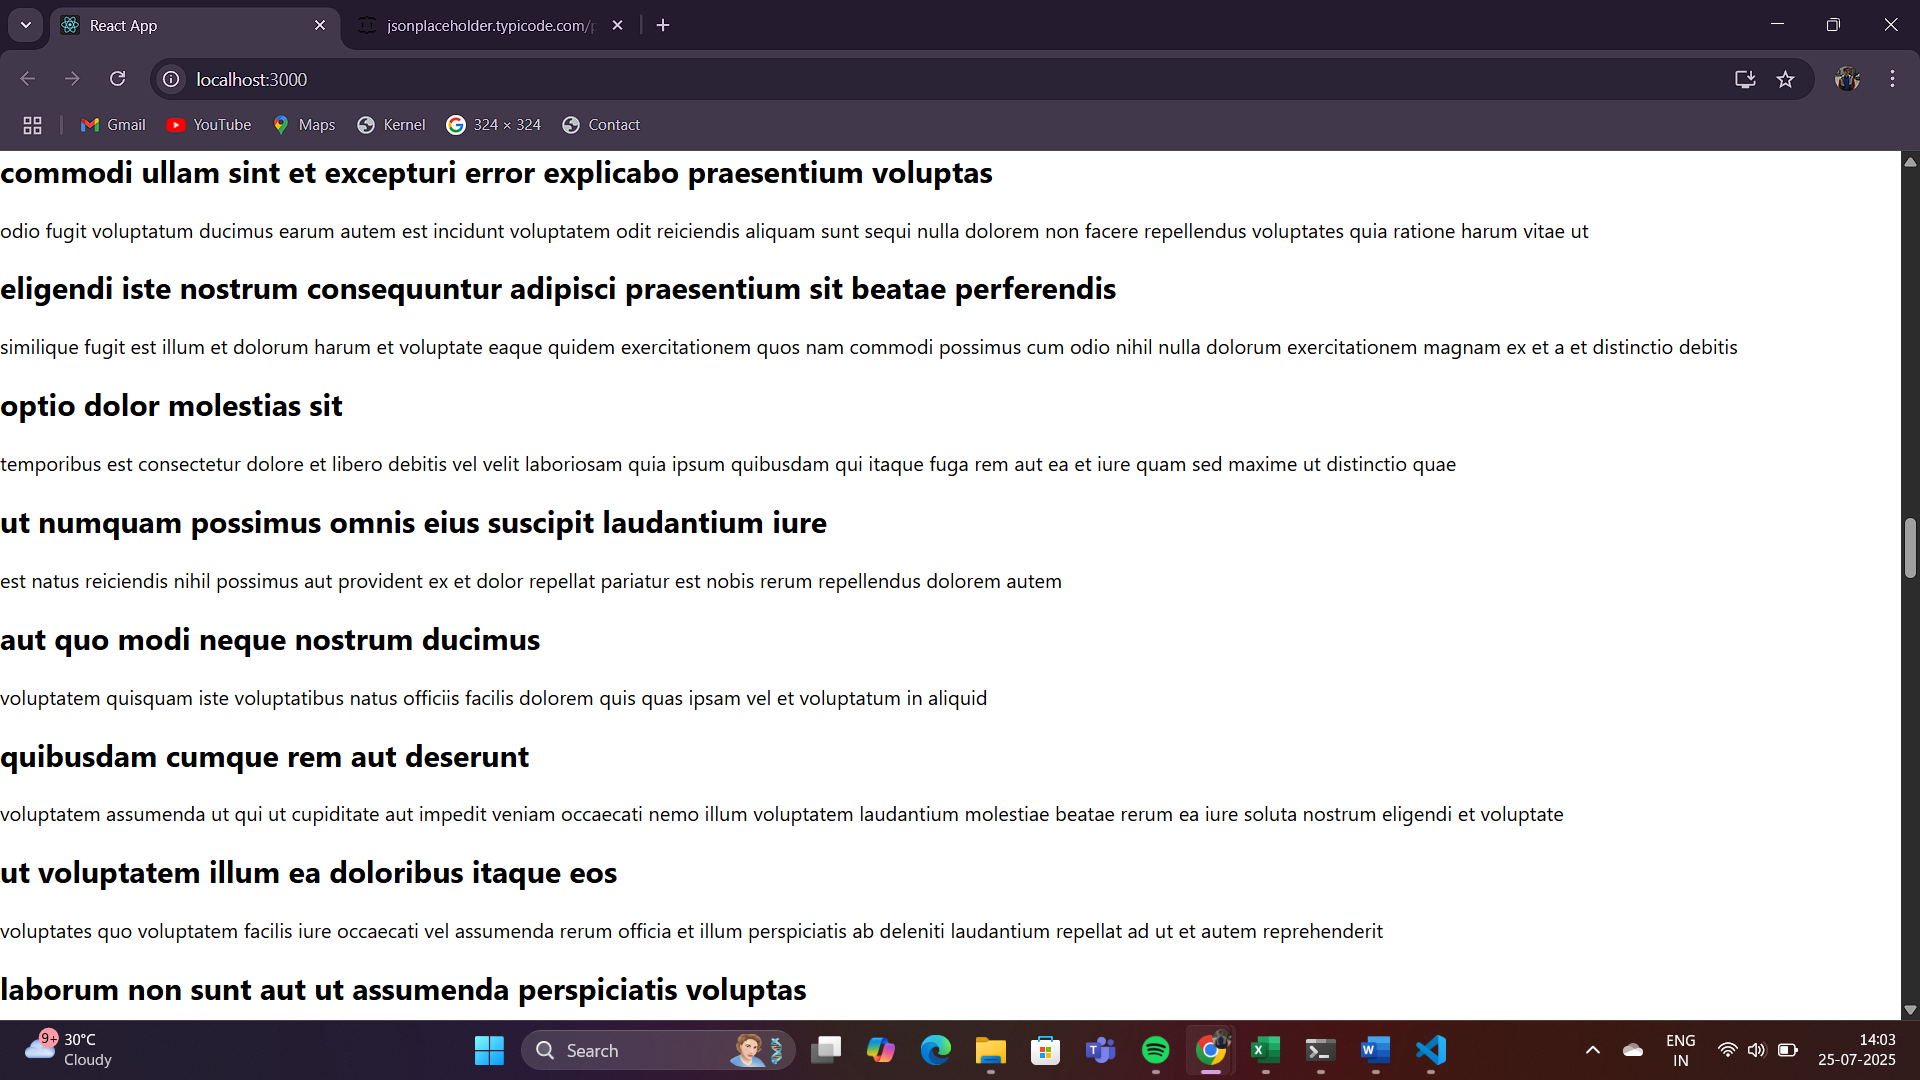 React App
jsonplaceholder.typicode.com/p
localhost:3000
Gmail YouTube Maps Kernel 324 × 324 Contact
commodi ullam sint et excepturi error explicabo praesentium voluptas
odio fugit voluptatum ducimus earum autem est incidunt voluptatem odit reiciendis aliquam sunt sequi nulla dolorem non facere repellendus voluptates quia ratione harum vitae ut
eligendi iste nostrum consequuntur adipisci praesentium sit beatae perferendis
similique fugit est illum et dolorum harum et voluptate eaque quidem exercitationem quos nam commodi possimus cum odio nihil nulla dolorum exercitationem magnam ex et a et distinctio debitis
optio dolor molestias sit
temporibus est consectetur dolore et libero debitis vel velit laboriosam quia ipsum quibusdam qui itaque fuga rem aut ea et iure quam sed maxime ut distinctio quae
ut numquam possimus omnis eius suscipit laudantium iure
est natus reiciendis nihil possimus aut provident ex et dolor repellat pariatur est nobis rerum repellendus dolorem autem
aut quo modi neque nostrum ducimus
voluptatem quisquam iste voluptatibus natus officiis facilis dolorem quis quas ipsam vel et voluptatum in aliquid
quibusdam cumque rem aut deserunt
voluptatem assumenda ut qui ut cupiditate aut impedit veniam occaecati nemo illum voluptatem laudantium molestiae beatae rerum ea iure soluta nostrum eligendi et voluptate
ut voluptatem illum ea doloribus itaque eos
voluptates quo voluptatem facilis iure occaecati vel assumenda rerum officia et illum perspiciatis ab deleniti laudantium repellat ad ut et autem reprehenderit
laborum non sunt aut ut assumenda perspiciatis voluptas
9+
30°C
Cloudy
Search
ENG
IN
14:03
25-07-2025